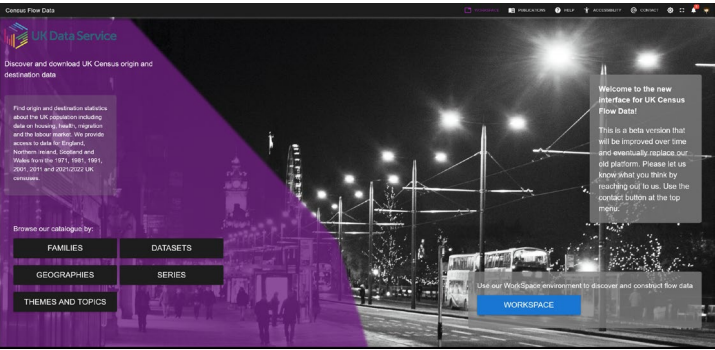 Census Flow Data
WORKSPACE
PUBLICATIONS
HELP
ACCESSIBILITY
CONTACT
UK Data Service
Discover and download UK Census origin and
destination data
Find origin and destination statistics
about the UK population including
data on housing, health, migration
and the labour market. We provide
access to data for England,
Northern Ireland, Scotland and
Wales from the 1971, 1981, 1991,
2001, 2011 and 2021/2022 UK
censuses.
Browse our catalogue by:
FAMILIES
DATASETS
GEOGRAPHIES
SERIES
THEMES AND TOPICS
Welcome to the new
interface for UK Census
Flow Data!
This is a beta version that
will be improved over time
and eventually replace our
old platform. Please let us
know what you think by
reaching out to us. Use the
contact button at the top
menu.
Use our WorkSpace environment to discover and construct flow data
WORKSPACE